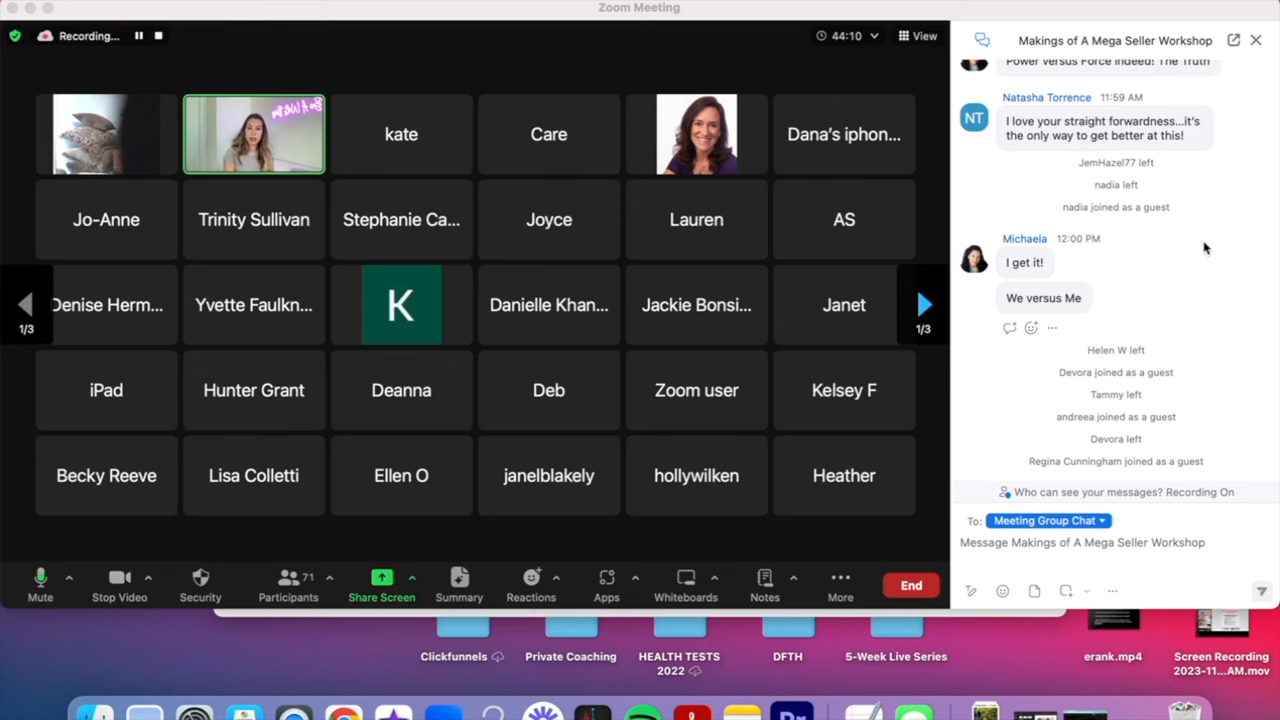 Zoom Meeting
Recording...
44:10
View
Makings of A Mega Seller Workshop
Power versus Force indeed! The Truth
Natasha Torrence 11:59 AM
NT
I love your straight forwardness...it's
the only way to get better at this!
JemHazel77 left
nadia left
nadia joined as a guest
Michaela 12:00 PM
I get it!
We versus Me
Helen W left
Devora joined as a guest
Tammy left
andreea joined as a guest
Devora left
Regina Cunningham joined as a guest
Who can see your messages? Recording On
To: Meeting Group Chat
Message Makings of A Mega Seller Workshop
kate
Care
Dana's iphon...
Jo-Anne
Trinity Sullivan
Stephanie Ca...
Joyce
Lauren
AS
Denise Herm...
Yvette Faulkn...
K
Danielle Khan...
Jackie Bonsi...
Janet
1/3
1/3
iPad
Hunter Grant
Deanna
Deb
Zoom user
Kelsey F
Becky Reeve
Lisa Colletti
Ellen O
janelblakely
hollywilken
Heather
Mute
Stop Video
Security
Participants
71
Share Screen
Summary
Reactions
Apps
Whiteboards
Notes
More
End
Clickfunnels
Private Coaching
HEALTH TESTS
2022
DFTH
5-Week Live Series
erank.mp4
Screen Recording
2023-11...AM.mov